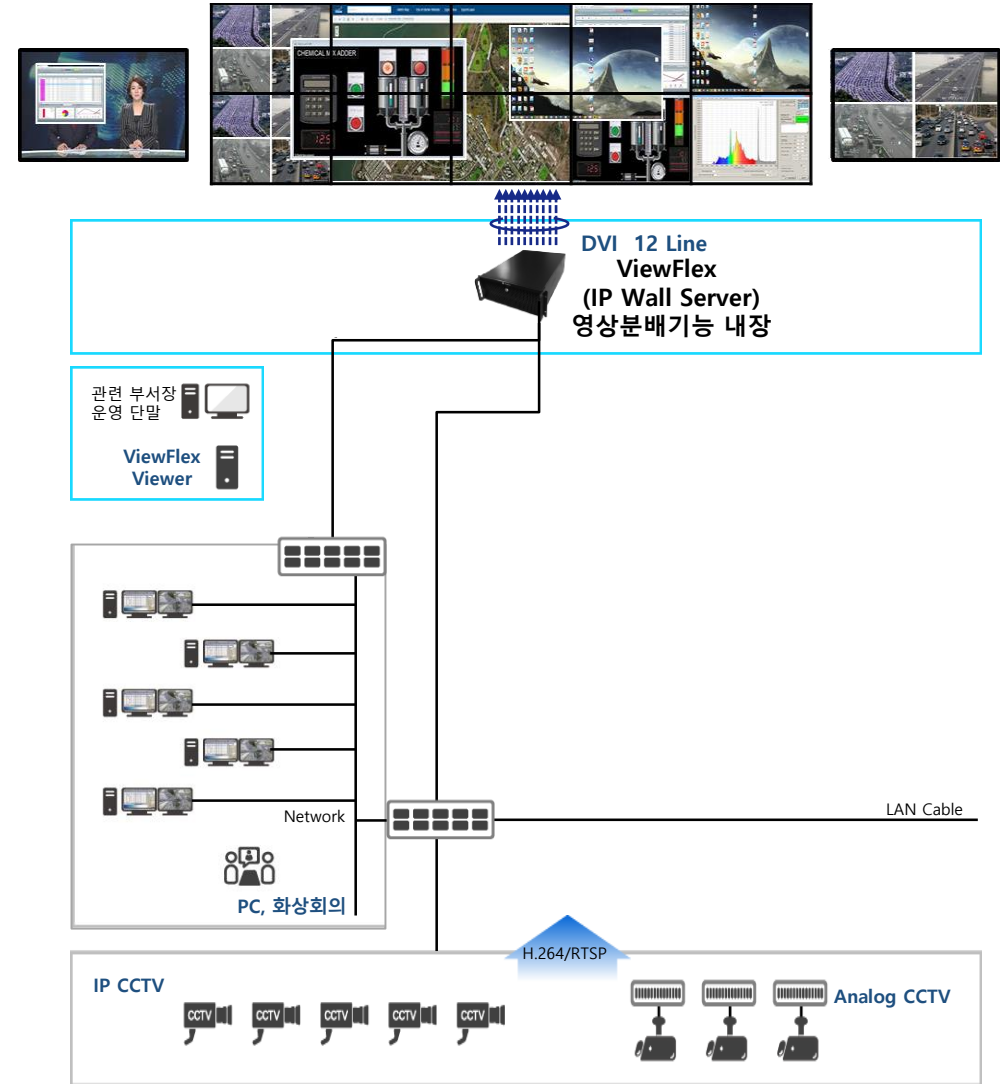 CHEMICAL MIX ADDER
125
125
DVI 12 Line
ViewFlex
(IP Wall Server)
영상분배기능 내장
관련 부서장
운영 단말
ViewFlex
Viewer
Network
LAN Cable
PC, 화상회의
H.264/RTSP
IP CCTV
Analog CCTV
CCTV
CCTV
CCTV
CCTV
CCTV